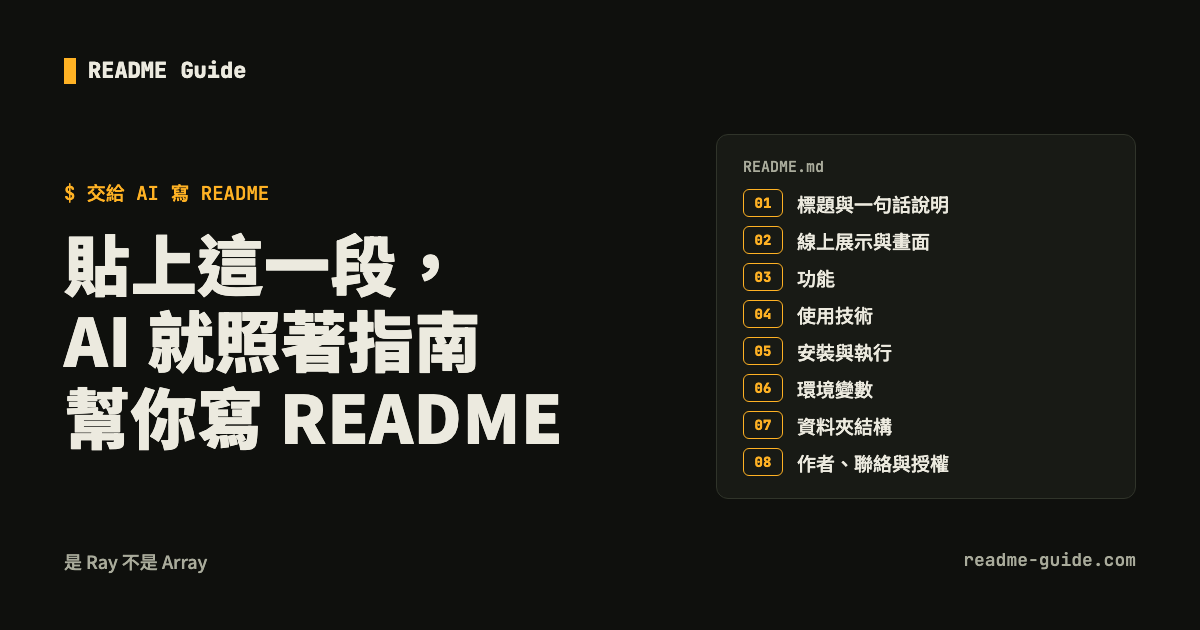 README Guide
$ 交給 AI 寫 README
貼上這一段，
AI 就照著指南
幫你寫 README
README.md
01 標題與一句話說明
02 線上展示與畫面
03 功能
04 使用技術
05 安裝與執行
06 環境變數
07 資料夾結構
08 作者、聯絡與授權
是 Ray 不是 Array
readme-guide.com